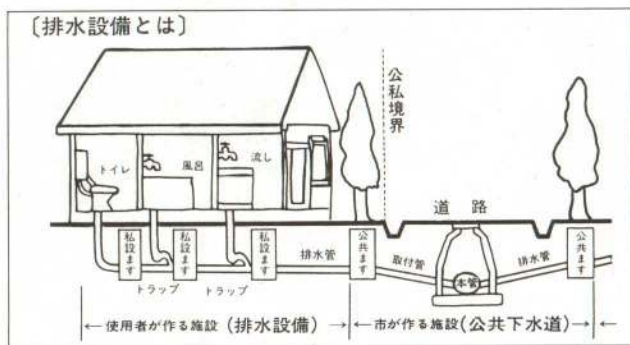 〔排水設備とは〕
公私境界
トイレ
風呂
流し
道路
私設ます
私設ます
私設ます
排水管
公共ます
取付管
本管
排水管
公共ます
トラップ
トラップ
使用者が作る施設(排水設備)
市が作る施設(公共下水道)